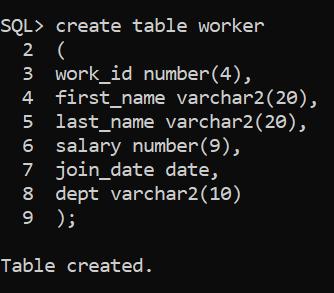 SQL> create table worker
2 (
3 work_id number(4),
4 first_name varchar2(20),
5 last_name varchar2(20),
6 salary number(9),
7 join_date date,
8 dept varchar2(10)
9 );
Table created.